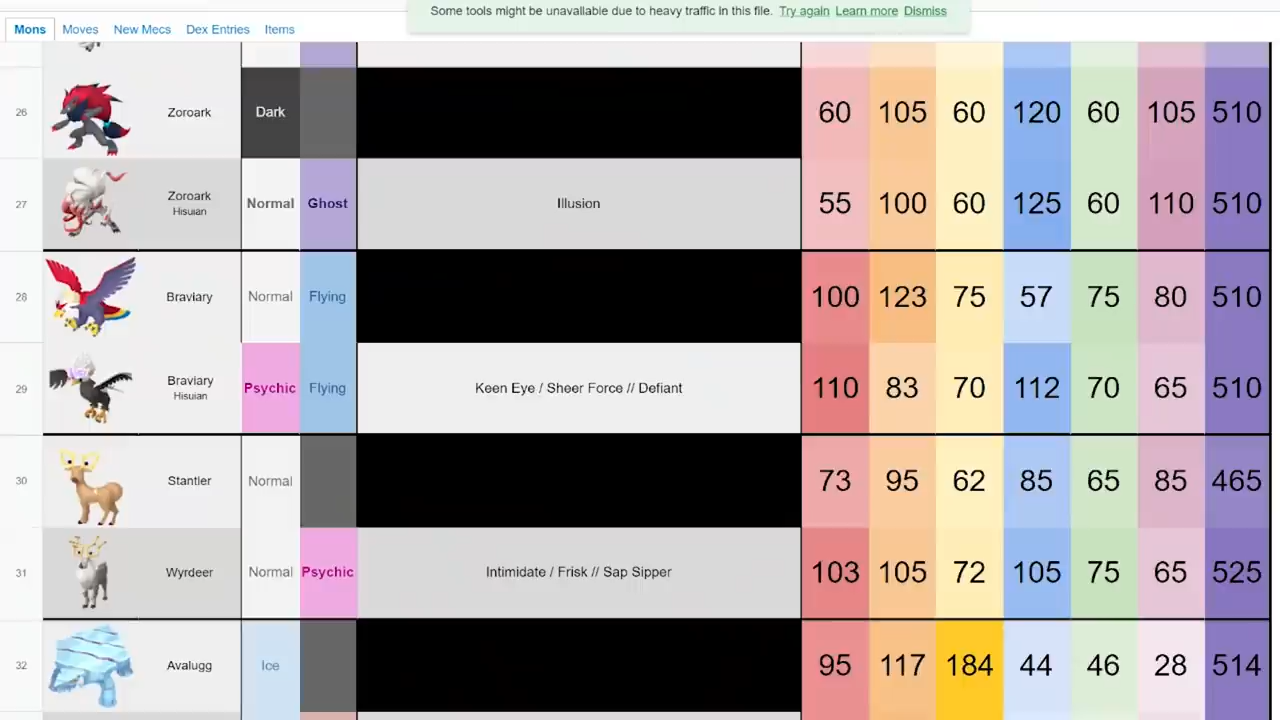 Some tools might be unavailable due to heavy traffic in this file. Try again Learn more Dismiss
Mons Moves New Mecs Dex Entries Items
26 Zoroark Dark 60 105 60 120 60 105 510
27 Zoroark Hisuian Normal Ghost Illusion 55 100 60 125 60 110 510
28 Braviary Normal Flying 100 123 75 57 75 80 510
29 Braviary Hisuian Psychic Flying Keen Eye / Sheer Force // Defiant 110 83 70 112 70 65 510
30 Stantler Normal 73 95 62 85 65 85 465
31 Wyrdeer Normal Psychic Intimidate / Frisk // Sap Sipper 103 105 72 105 75 65 525
32 Avalugg Ice 95 117 184 44 46 28 514